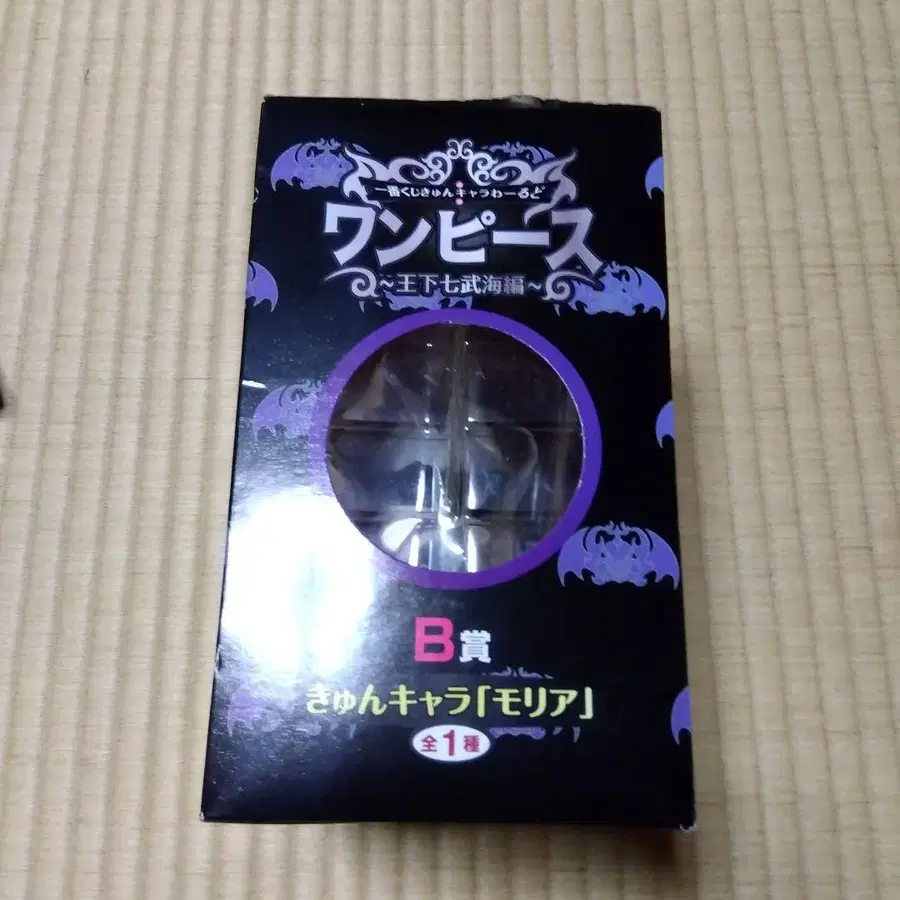 一番くじきゅんキャラわーるど
ワンピース
～王下七武海編～
B賞
きゅんキャラ「モリア」
全1種